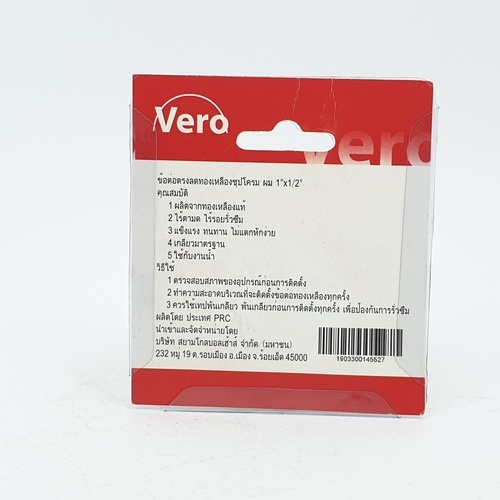 Vero
Vero
ข้อต่อตรงลดทองเหลืองชุปโครม ผม 1"x1/2"
คุณสมบัติ
1 ผลิตจากทองเหลืองแท้
2 ไร้ตามด ไร้รอยรั่วซึม
3 แข็งแรง ทนทาน ไม่แตกหักง่าย
4 เกลียวมาตรฐาน
5 ใช้กับงานน้ำ
วิธีใช้
1 ตรวจสอบสภาพของอุปกรณ์ก่อนการติดตั้ง
2 ทำความสะอาดบริเวณที่จะติดตั้งข้อต่อทองเหลืองทุกครั้ง
3 ควรใช้เทปพันเกลียว พันเกลียวก่อนการติดตั้งทุกครั้ง เพื่อป้องกันการรั่วซึม
ผลิตโดย ประเทศ PRC
นำเข้าและจัดจำหน่ายโดย
บริษัท สยามโกลบอลเฮ้าส์ จำกัด (มหาชน)
232 หมู่ 19 ต.รอบเมือง อ.เมือง จ.ร้อยเอ็ด 45000
1903300145527